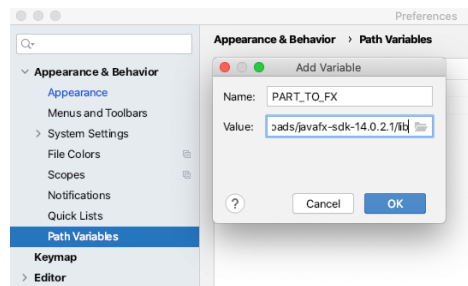 Preferences
Appearance & Behavior
Appearance
Menus and Toolbars
System Settings
File Colors
Scopes
Notifications
Quick Lists
Path Variables
Keymap
Editor
Appearance & Behavior › Path Variables
Add Variable
Name: PART_TO_FX
Value: oads/javafx-sdk-14.0.2.1/lib
? Cancel OK